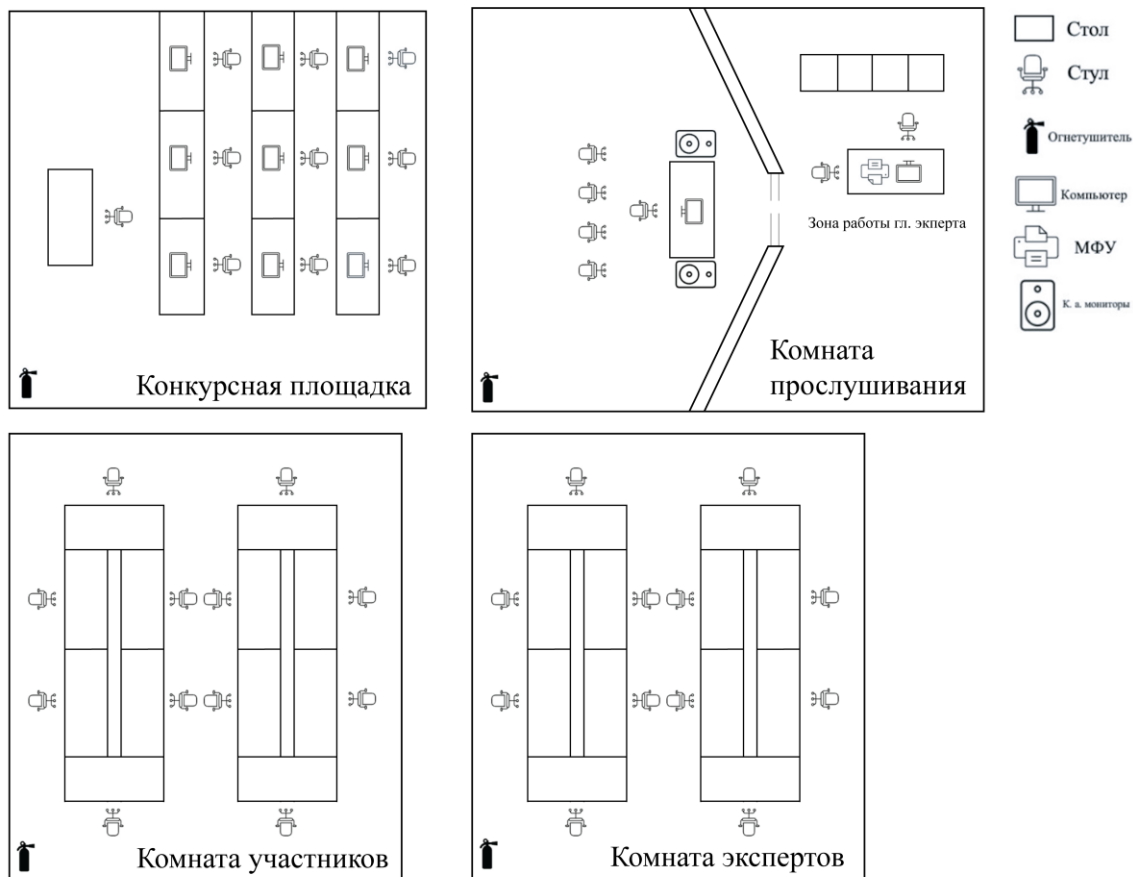 Стол
Стул
Огнетушитель
Компьютер
МФУ
К. а. мониторы
Зона работы гл. экперта
Конкурсная площадка
Комната
прослушивания
Комната участников
Комната экспертов